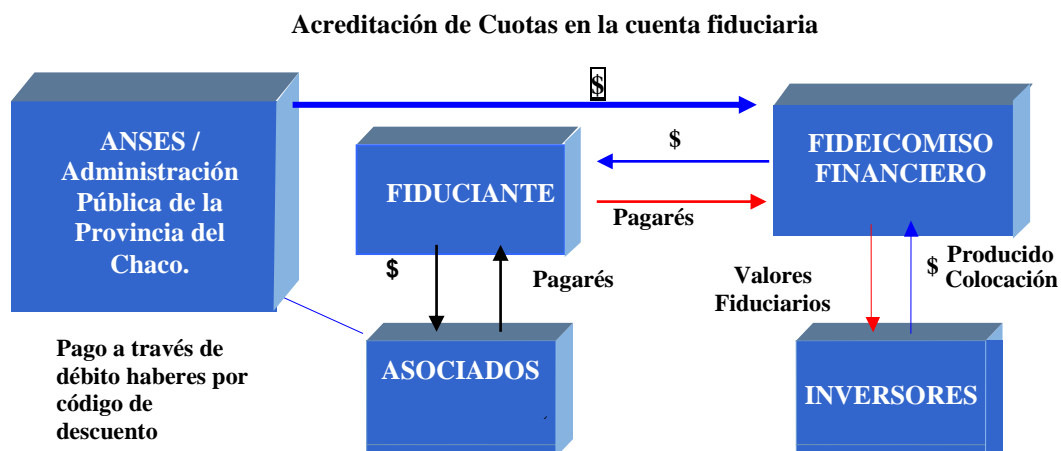 Acreditación de Cuotas en la cuenta fiduciaria
$
ANSES /
Administración
Pública de la
Provincia del
Chaco.
FIDUCIANTE
$
Pagarés
FIDEICOMISO
FINANCIERO
$
Pagarés
Valores
Fiduciarios
$ Producido
Colocación
Pago a través de
débito haberes por
código de
descuento
ASOCIADOS
INVERSORES